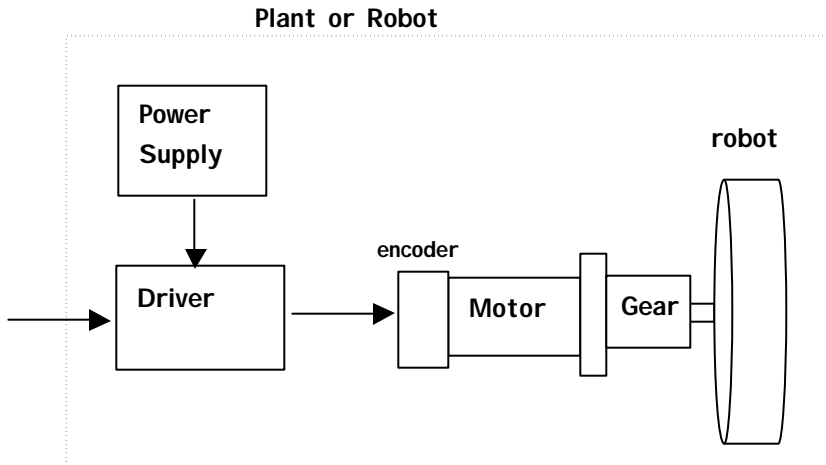 Plant or Robot
Power
Supply
robot
encoder
Driver
Motor
Gear